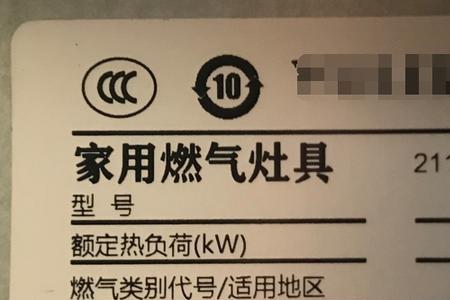 CCC 10
家用燃气灶具 211
型号
额定热负荷(kW)
燃气类别代号/适用地区